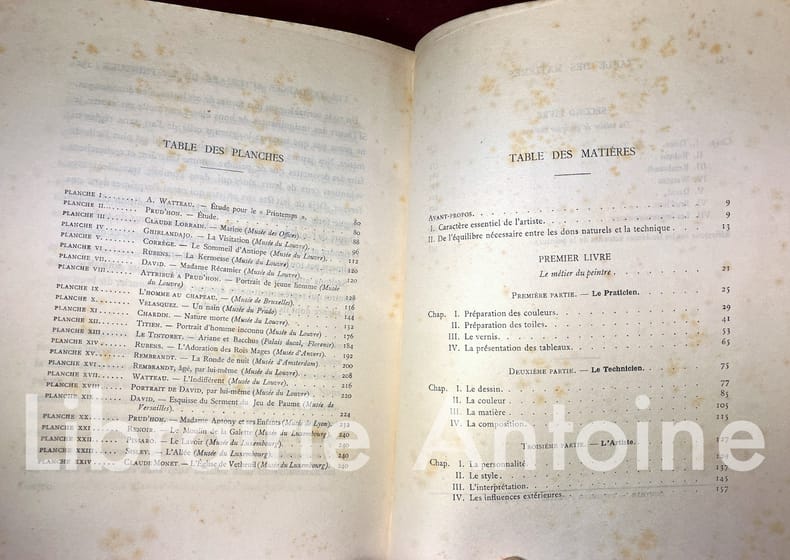 TABLE DES PLANCHES
PLANCHE I........ A. WATTEAU. — Étude pour le « Printemps ».
PLANCHE II....... PRUD'HON. — Étude. 80
PLANCHE III...... CLAUDE LORRAIN. — Marine (Musée des Offices) 80
PLANCHE IV....... GHIRLANDAJO. — La Visitation (Musée du Louvre). 88
PLANCHE V........ CORRÈGE. — Le Sommeil d'Antiope (Musée du Louvre). 96
PLANCHE VI....... RUBENS. — La Kermesse (Musée du Louvre). 112
PLANCHE VII...... DAVID. — Madame Récamier (Musée du Louvre). 120
PLANCHE VIII..... ATTRIBUÉ A PRUD'HON. — Portrait de jeune homme (Musée
du Louvre). 128
PLANCHE IX....... L'HOMME AU CHAPEAU. — (Musée de Bruxelles).
PLANCHE X........ VELASQUEZ. — Un nain (Musée du Prado) 144
PLANCHE XI....... CHARDIN. — Nature morte (Musée du Louvre). 152
PLANCHE XII...... TITIEN. — Portrait d'homme inconnu (Musée du Louvre). 176
PLANCHE XIII..... LE TINTORET. — Ariane et Bacchus (Palais ducal, Florence). 184
PLANCHE XIV...... RUBENS. — L'Adoration des Rois Mages (Musée d'Anvers). 192
PLANCHE XV....... REMBRANDT. — La Ronde de nuit (Musée d'Amsterdam) 200
PLANCHE XVI...... REMBRANDT, âgé, par lui-même (Musée du Louvre). 208
PLANCHE XVII..... WATTEAU. — L'Indifférent (Musée du Louvre). 216
PLANCHE XVIII.... PORTRAIT DE DAVID, par lui-même (Musée du Louvre) 220
PLANCHE XIX...... DAVID. — Esquisse du Serment du Jeu de Paume (Musée de
Versailles). 224
PLANCHE XX....... PRUD'HON. — Madame Antony et ses Enfants (Musée de Lyon). 232
PLANCHE XXI...... RENOIR. — Le Moulin de la Galette (Musée du Luxembourg). 240
PLANCHE XXII..... PISSARO. — Le Lavoir (Musée du Luxembourg). 240
PLANCHE XXIII.... SISLEY. — L'Allée (Musée du Luxembourg). 240
PLANCHE XXIV..... CLAUDE MONET. — L'Église de Vetheuil (Musée du Luxembourg). 240
TABLE DES MATIÈRES
AVANT-PROPOS. 9
I. Caractère essentiel de l'artiste. 9
II. De l'équilibre nécessaire entre les dons naturels et la technique. 13
PREMIER LIVRE
Le métier du peintre. 21
PREMIÈRE PARTIE. — Le Praticien. 25
Chap. I. Préparation des couleurs. 29
II. Préparation des toiles. 41
III. Le vernis. 53
IV. La présentation des tableaux. 65
DEUXIÈME PARTIE. — Le Technicien. 75
Chap. I. Le dessin. 77
II. La couleur. 85
III. La matière. 105
IV. La composition. 115
TROISIÈME PARTIE. — L'Artiste.
Chap. I. La personnalité. 137
II. Le style. 145
III. L'interprétation.
IV. Les influences extérieures. 157
Librairie Antoine